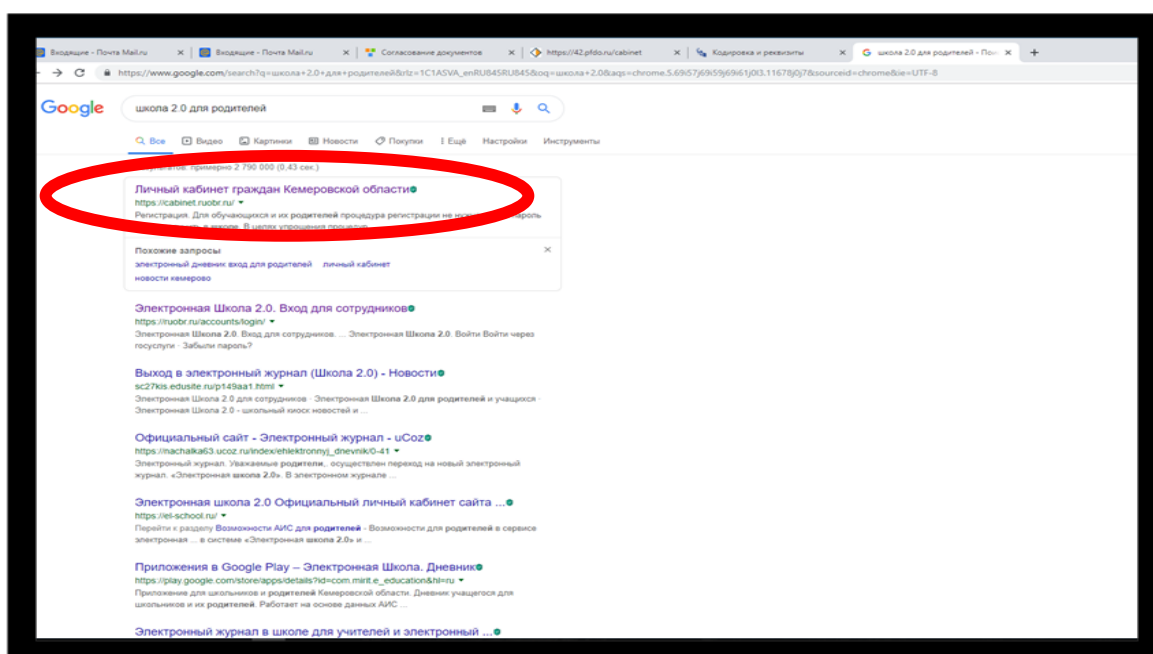 Входящие - Почта Mail.ru × Входящие - Почта Mail.ru × Согласование документов × https://42.pfdo.ru/cabinet × Кодировка и реквизиты × школа 2.0 для родителей - Пои ×
https://www.google.com/search?q=школа+2.0+для+родителей&rlz=1C1ASVA_enRU845RU845&oq=школа+2.0&aqs=chrome.5.69i57j69i59j69i61j0l3.11678j0j7&sourceid=chrome&ie=UTF-8
Google школа 2.0 для родителей
Все Видео Картинки Новости Покупки Ещё Настройки Инструменты
примерно 2 790 000 (0,43 сек.)
Личный кабинет граждан Кемеровской области
https://cabinet.ruobr.ru/
Регистрация. Для обучающихся и их родителей процедура регистрации не
в школе. В целях упрощения процедур
Похожие запросы
электронный дневник вход для родителей личный кабинет
новости кемерово
Электронная Школа 2.0. Вход для сотрудников
https://ruobr.ru/accounts/login/
Электронная Школа 2.0. Вход для сотрудников. ... Электронная Школа 2.0. Войти Войти через
госуслуги · Забыли пароль?
Выход в электронный журнал (Школа 2.0) - Новости
sc27kis.edusite.ru/p149aa1.html
Электронная Школа 2.0 для сотрудников · Электронная Школа 2.0 для родителей и учащихся ·
Электронная Школа 2.0 - школьный киоск новостей и ...
Официальный сайт - Электронный журнал - uCoz
https://nachalka63.ucoz.ru/index/ehlektronnyj_dnevnik/0-41
Электронный журнал. Уважаемые родители,. осуществлен переход на новый электронный
журнал. «Электронная школа 2.0». В электронном журнале ...
Электронная школа 2.0 Официальный личный кабинет сайта ...
https://el-school.ru/
Перейти к разделу Возможности АИС для родителей - Возможности для родителей в сервисе
электронная ... в системе «Электронная школа 2.0» и ...
Приложения в Google Play – Электронная Школа. Дневник
https://play.google.com/store/apps/details?id=com.mirit.e_education&hl=ru
Приложение для школьников и родителей Кемеровской области. Дневник учащегося для
школьников и их родителей. Работает на основе данных АИС ...
Электронный журнал в школе для учителей и электронный ...